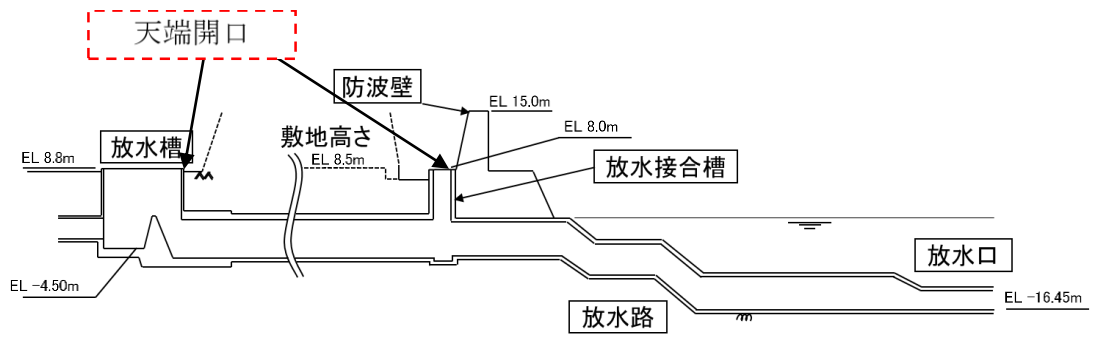 天端開口
防波壁
EL 15.0m
EL 8.0m
敷地高さ
EL 8.5m
放水槽
EL 8.8m
放水接合槽
放水口
EL -4.50m
EL -16.45m
放水路